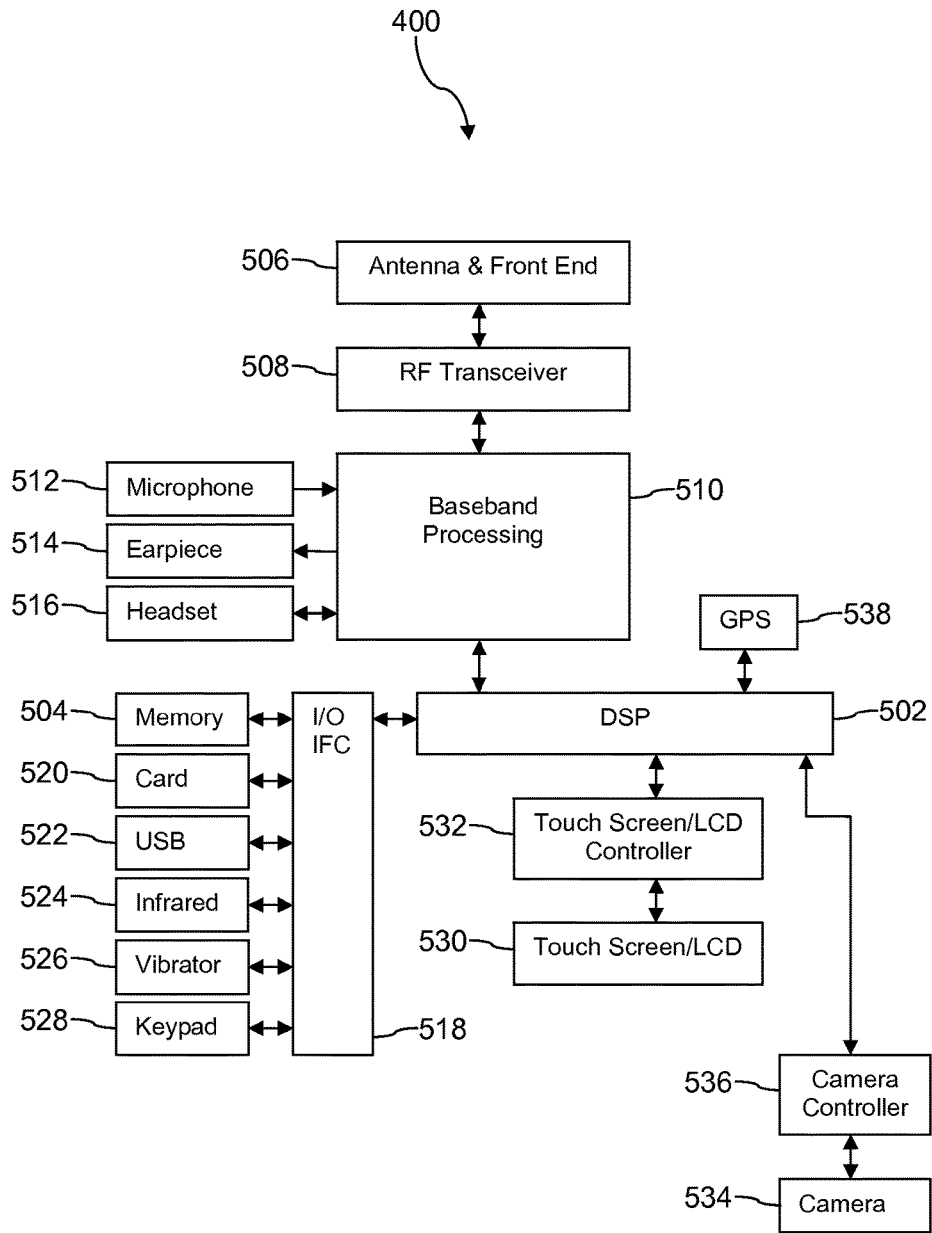 400
506
Antenna & Front End
508
RF Transceiver
512
Microphone
Baseband
Processing
510
514
Earpiece
516
Headset
GPS
538
504
Memory
I/O
IFC
DSP
502
520
Card
522
USB
532
Touch Screen/LCD
Controller
524
Infrared
530
Touch Screen/LCD
526
Vibrator
528
Keypad
518
536
Camera
Controller
534
Camera